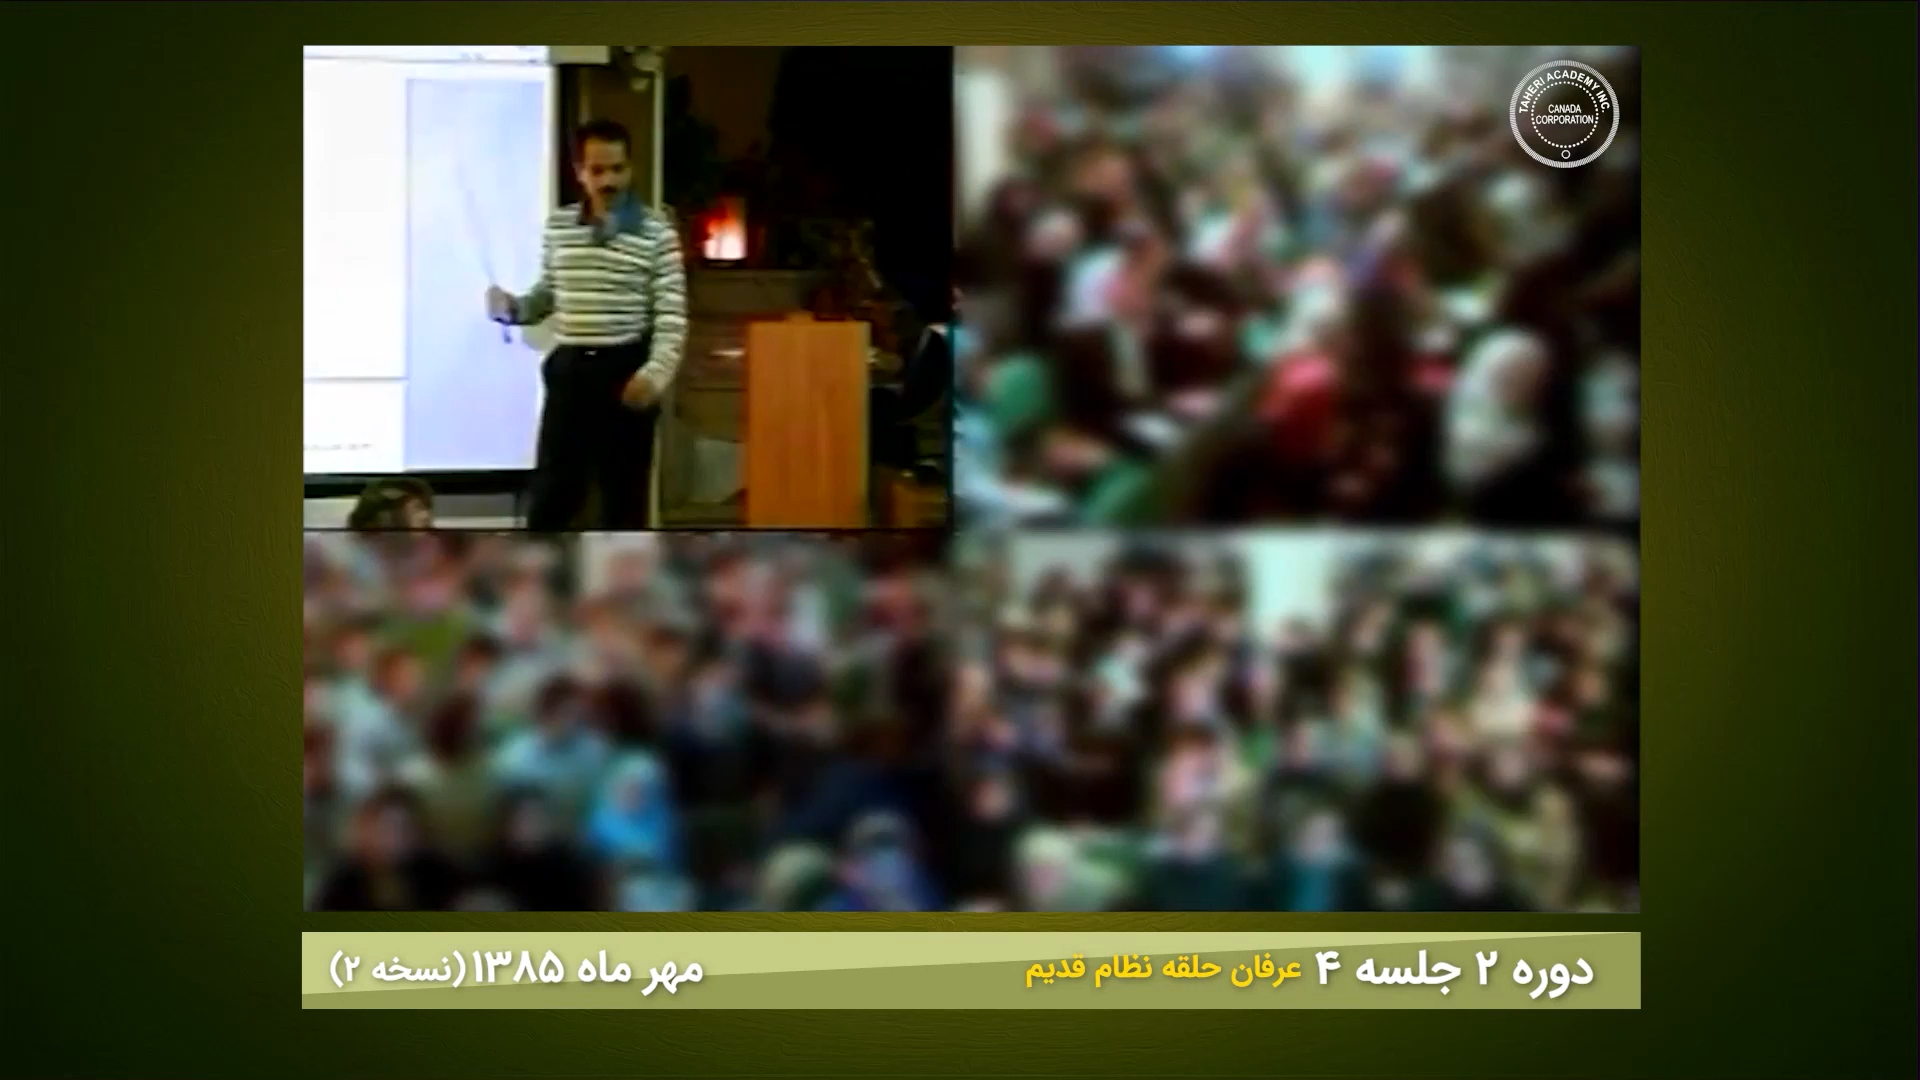 TAHERI ACADEMY INC.
CANADA
CORPORATION
دوره ۲ جلسه ۴ عرفان حلقه نظام قدیم
مهر ماه ۱۳۸۵ (نسخه ۲)